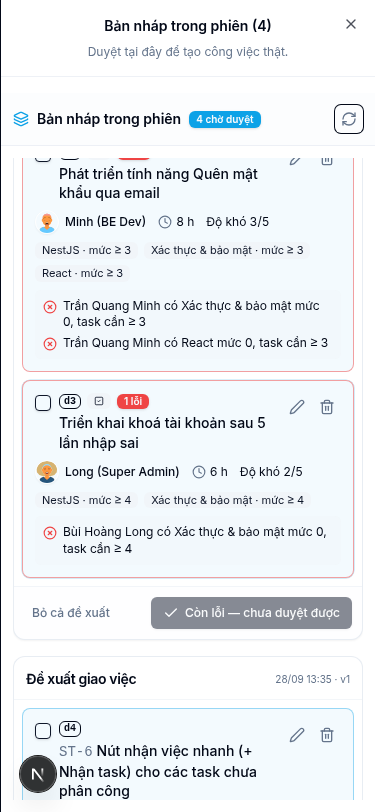 Bản nháp trong phiên (4)
Duyệt tại đây để tạo công việc thật.
Bản nháp trong phiên 4 chờ duyệt
Phát triển tính năng Quên mật
khẩu qua email
Minh (BE Dev) 8 h Độ khó 3/5
NestJS · mức ≥ 3 Xác thực & bảo mật · mức ≥ 3
React · mức ≥ 3
Trần Quang Minh có Xác thực & bảo mật mức
0, task cần ≥ 3
Trần Quang Minh có React mức 0, task cần ≥ 3
d3 1 lỗi
Triển khai khoá tài khoản sau 5
lần nhập sai
Long (Super Admin) 6 h Độ khó 2/5
NestJS · mức ≥ 4 Xác thực & bảo mật · mức ≥ 4
Bùi Hoàng Long có Xác thực & bảo mật mức 0,
task cần ≥ 4
Bỏ cả đề xuất Còn lỗi — chưa duyệt được
Đề xuất giao việc 28/09 13:35 · v1
d4
ST-6 Nút nhận việc nhanh (+
Nhận task) cho các task chưa
phân công
N